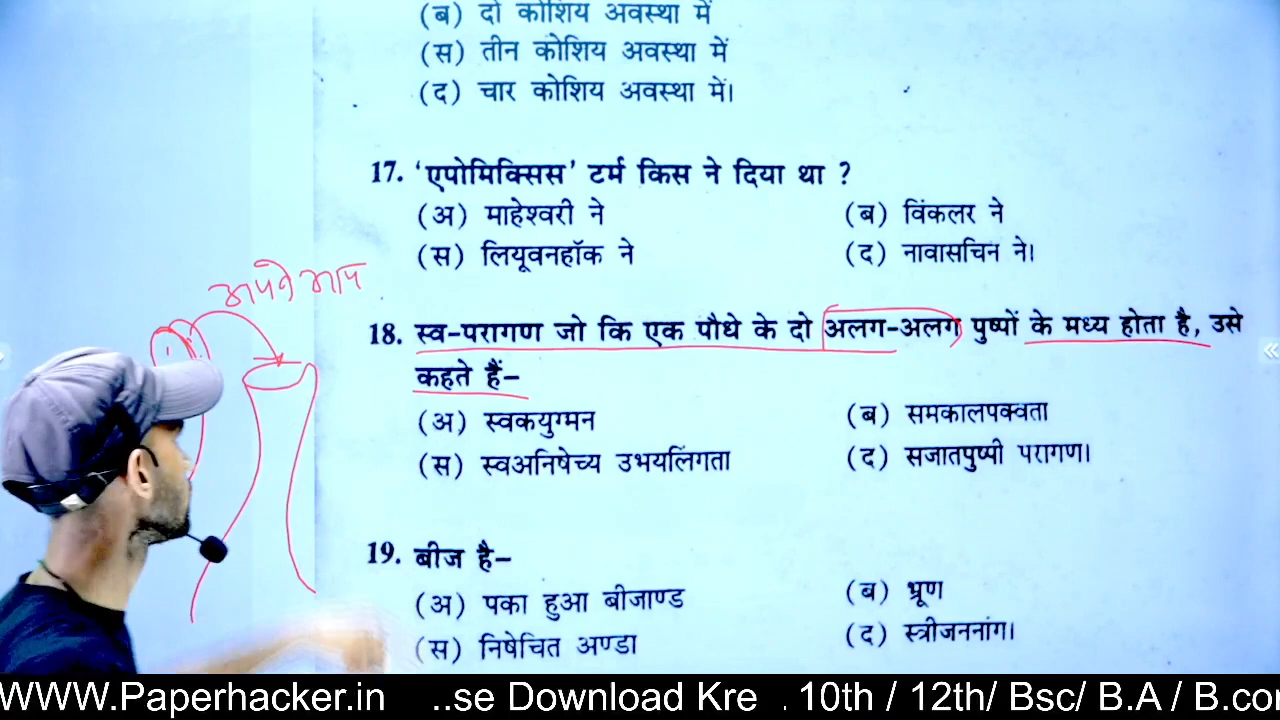 (ब) दो कोशिय अवस्था में
(स) तीन कोशिय अवस्था में
(द) चार कोशिय अवस्था में।
17. ‘एपोमिक्सिस’ टर्म किस ने दिया था ?
(अ) माहेश्वरी ने (ब) विंकलर ने
(स) लियूवनहॉक ने (द) नावासचिन ने।
अपने आप
18. स्व-परागण जो कि एक पौधे के दो अलग-अलग पुष्पों के मध्य होता है, उसे
कहते हैं–
(अ) स्वकयुग्मन (ब) समकालपक्वता
(स) स्वअनिषेच्य उभयलिंगता (द) सजातपुष्पी परागण।
19. बीज है–
(अ) पका हुआ बीजाण्ड (ब) भ्रूण
(स) निषेचित अण्डा (द) स्त्रीजननांग।
WWW.Paperhacker.in ..se Download Kre . 10th / 12th/ Bsc/ B.A / B.co